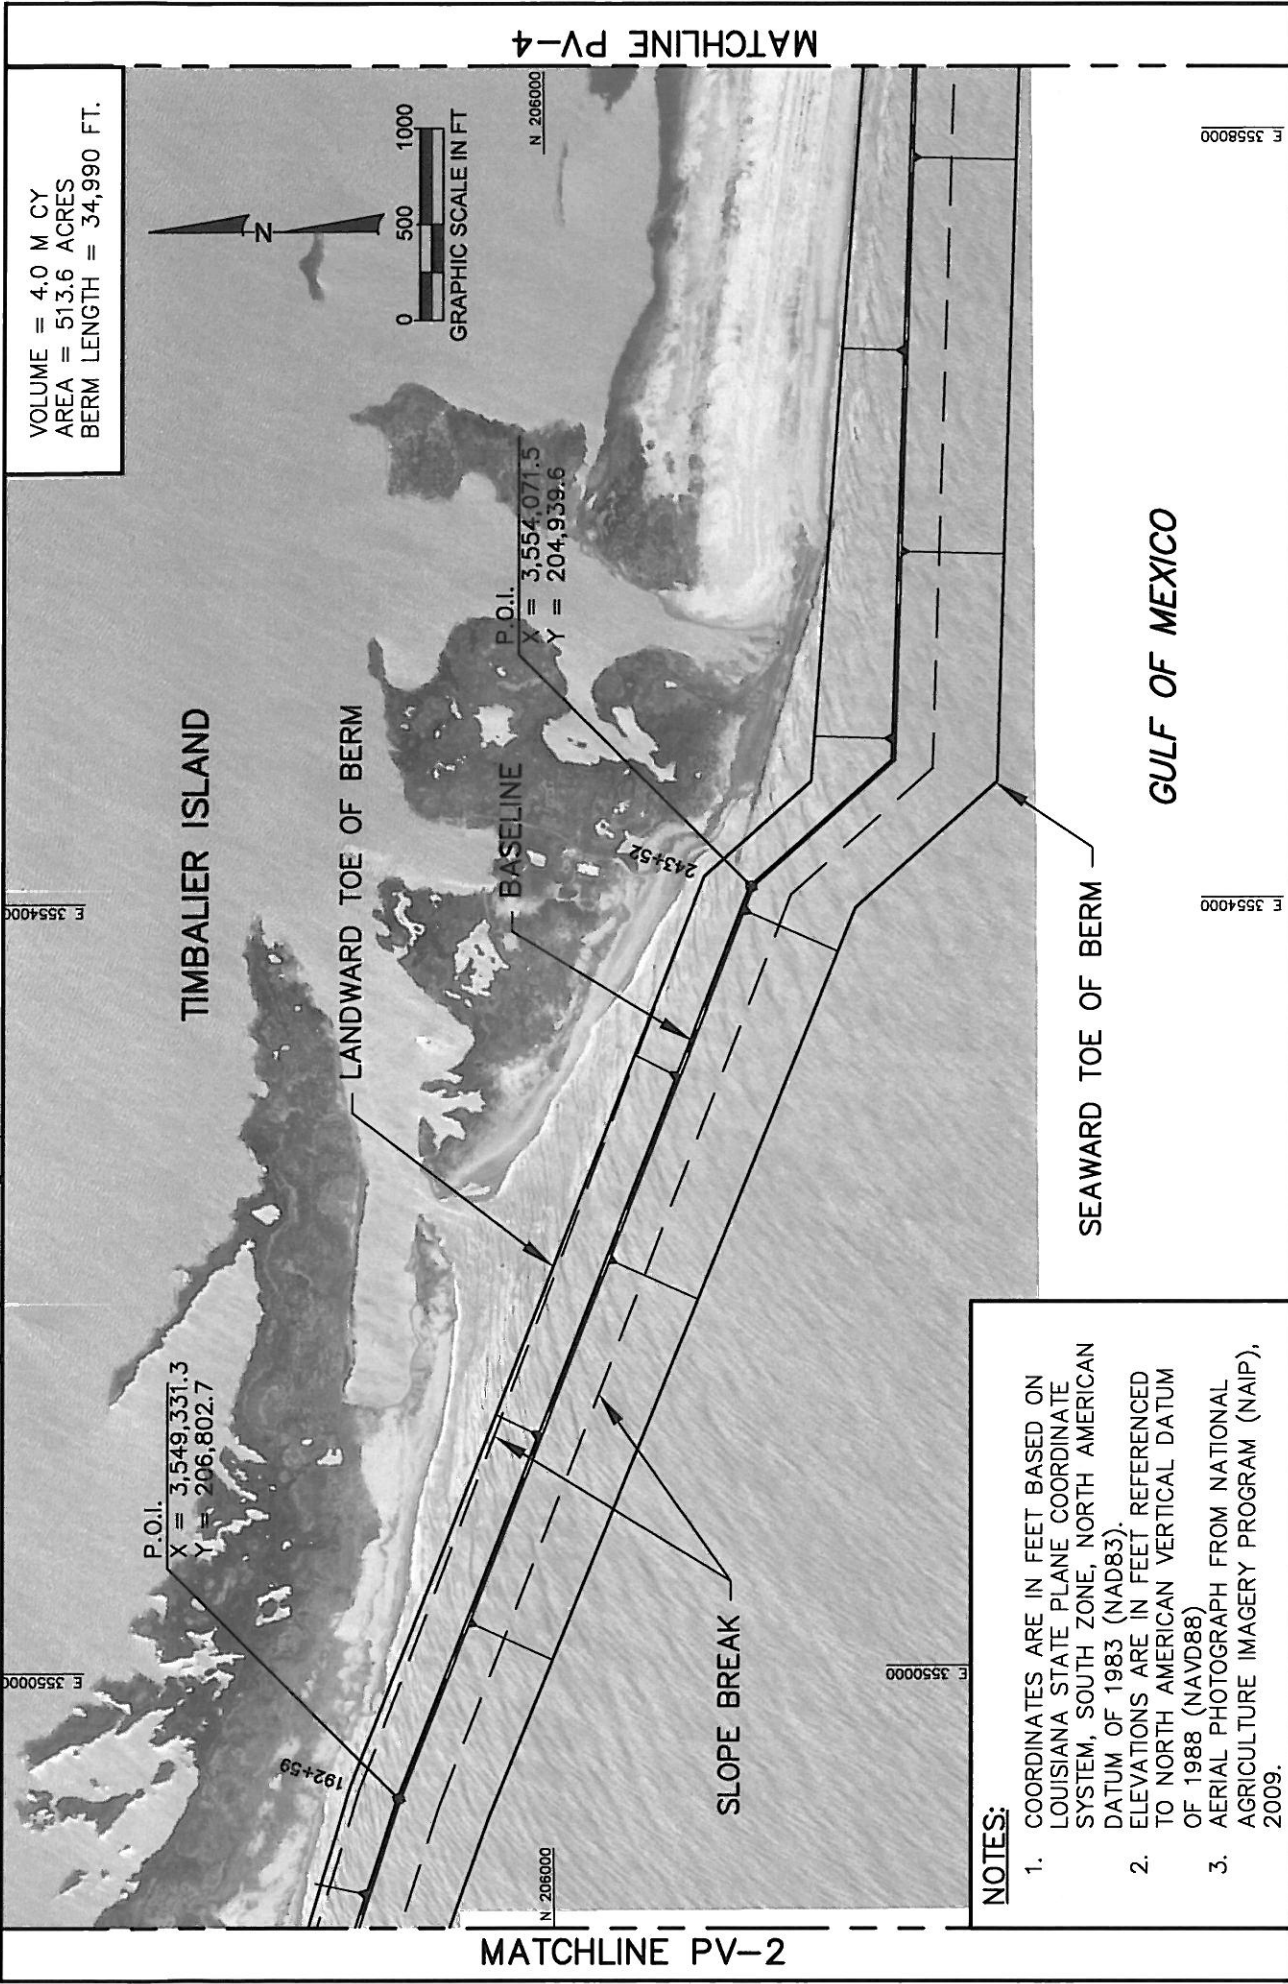 MATCHLINE PV-4
VOLUME = 4.0 M CY
AREA = 513.6 ACRES
BERM LENGTH = 34,990 FT.
N
0 500 1000
GRAPHIC SCALE IN FT
N 206000
E 3558000
TIMBALIER ISLAND
E 3554000
LANDWARD TOE OF BERM
BASELINE
P.O.I.
X = 3,554,071.5
Y = 204,939.6
243+52
GULF OF MEXICO
SEAWARD TOE OF BERM
E 3554000
P.O.I.
X = 3,549,331.3
Y = 206,802.7
E 3550000
192+59
SLOPE BREAK
E 3550000
N 206000
NOTES:
1. COORDINATES ARE IN FEET BASED ON
LOUISIANA STATE PLANE COORDINATE
SYSTEM, SOUTH ZONE, NORTH AMERICAN
DATUM OF 1983 (NAD83).
2. ELEVATIONS ARE IN FEET REFERENCED
TO NORTH AMERICAN VERTICAL DATUM
OF 1988 (NAVD88)
3. AERIAL PHOTOGRAPH FROM NATIONAL
AGRICULTURE IMAGERY PROGRAM (NAIP),
2009.
MATCHLINE PV-2